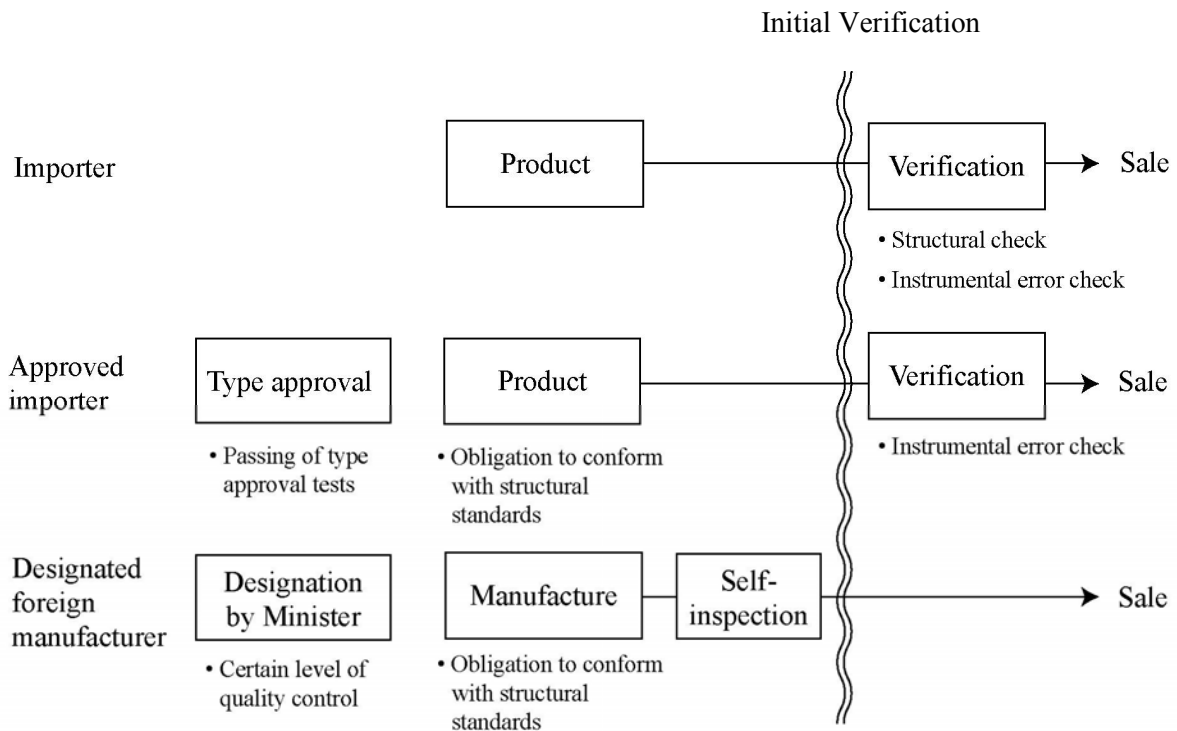 Initial Verification
Importer
Product
Verification
Sale
• Structural check
• Instrumental error check
Approved
importer
Type approval
Product
Verification
Sale
• Passing of type
approval tests
• Obligation to conform
with structural
standards
• Instrumental error check
Designated
foreign
manufacturer
Designation
by Minister
Manufacture
Self-
inspection
Sale
• Certain level of
quality control
• Obligation to conform
with structural
standards